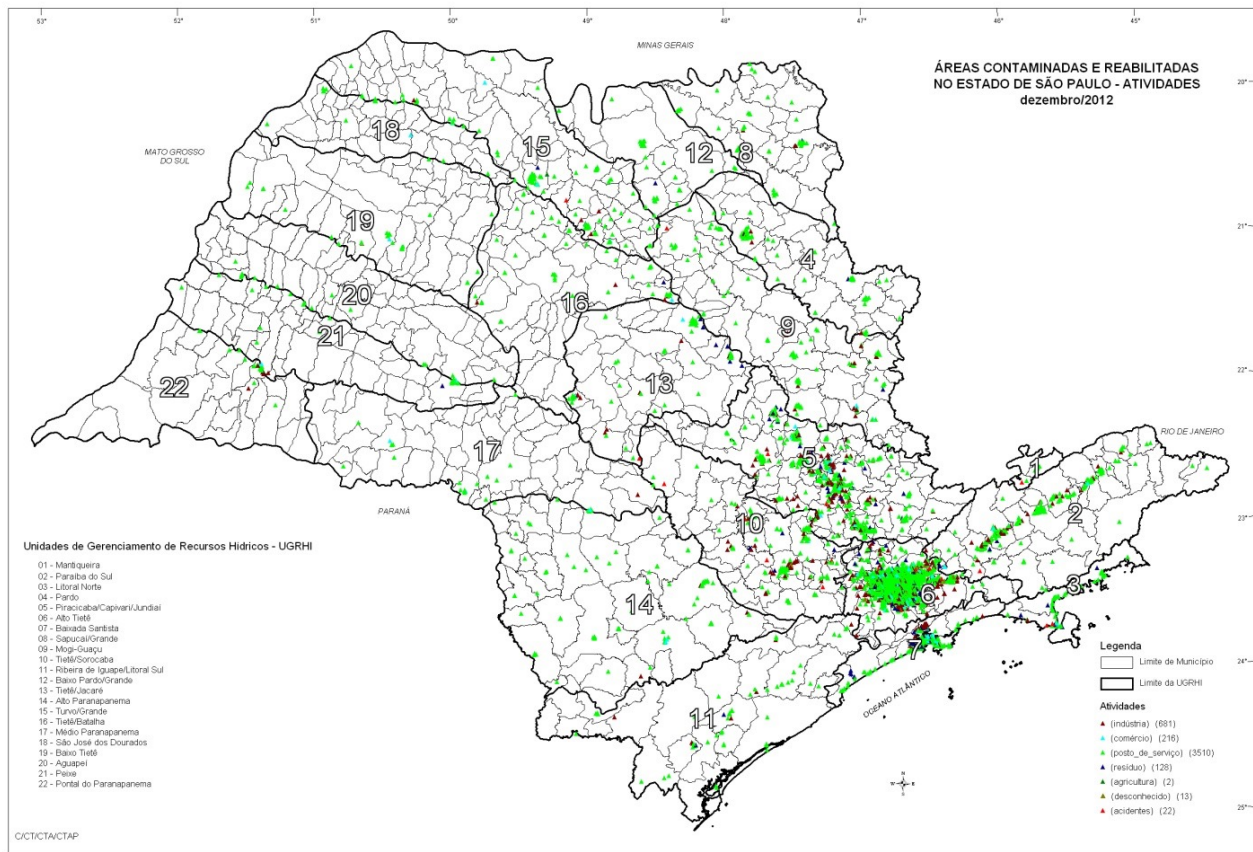 53°
52°
51°
50°
49°
48°
47°
46°
45°
MINAS GERAIS
ÁREAS CONTAMINADAS E REABILITADAS
NO ESTADO DE SÃO PAULO - ATIVIDADES
dezembro/2012
20°
MATO GROSSO
DO SUL
18
15
12
8
21°
19
4
20
16
9
21
22
13
22°
17
5
RIO DE JANEIRO
1
2
PARANÁ
10
23°
Unidades de Gerenciamento de Recursos Hídricos - UGRHI
01 - Mantiqueira
02 - Paraíba do Sul
03 - Litoral Norte
04 - Pardo
05 - Piracicaba/Capivari/Jundiaí
06 - Alto Tietê
07 - Baixada Santista
08 - Sapucaí/Grande
09 - Mogi-Guaçu
10 - Tietê/Sorocaba
11 - Ribeira de Iguape/Litoral Sul
12 - Baixo Pardo/Grande
13 - Tietê/Jacaré
14 - Alto Paranapanema
15 - Turvo/Grande
16 - Tietê/Batalha
17 - Médio Paranapanema
18 - São José dos Dourados
19 - Baixo Tietê
20 - Aguapeí
21 - Peixe
22 - Pontal do Paranapanema
14
6
3
7
11
OCEANO ATLÂNTICO
24°
Legenda
Limite de Município
Limite da UGRHI
Atividades
(indústria) (681)
(comércio) (216)
(posto_de_serviço) (3510)
(resíduo) (128)
(agricultura) (2)
(desconhecido) (13)
(acidentes) (22)
N
W
E
S
25°
C/CT/CTA/CTAP